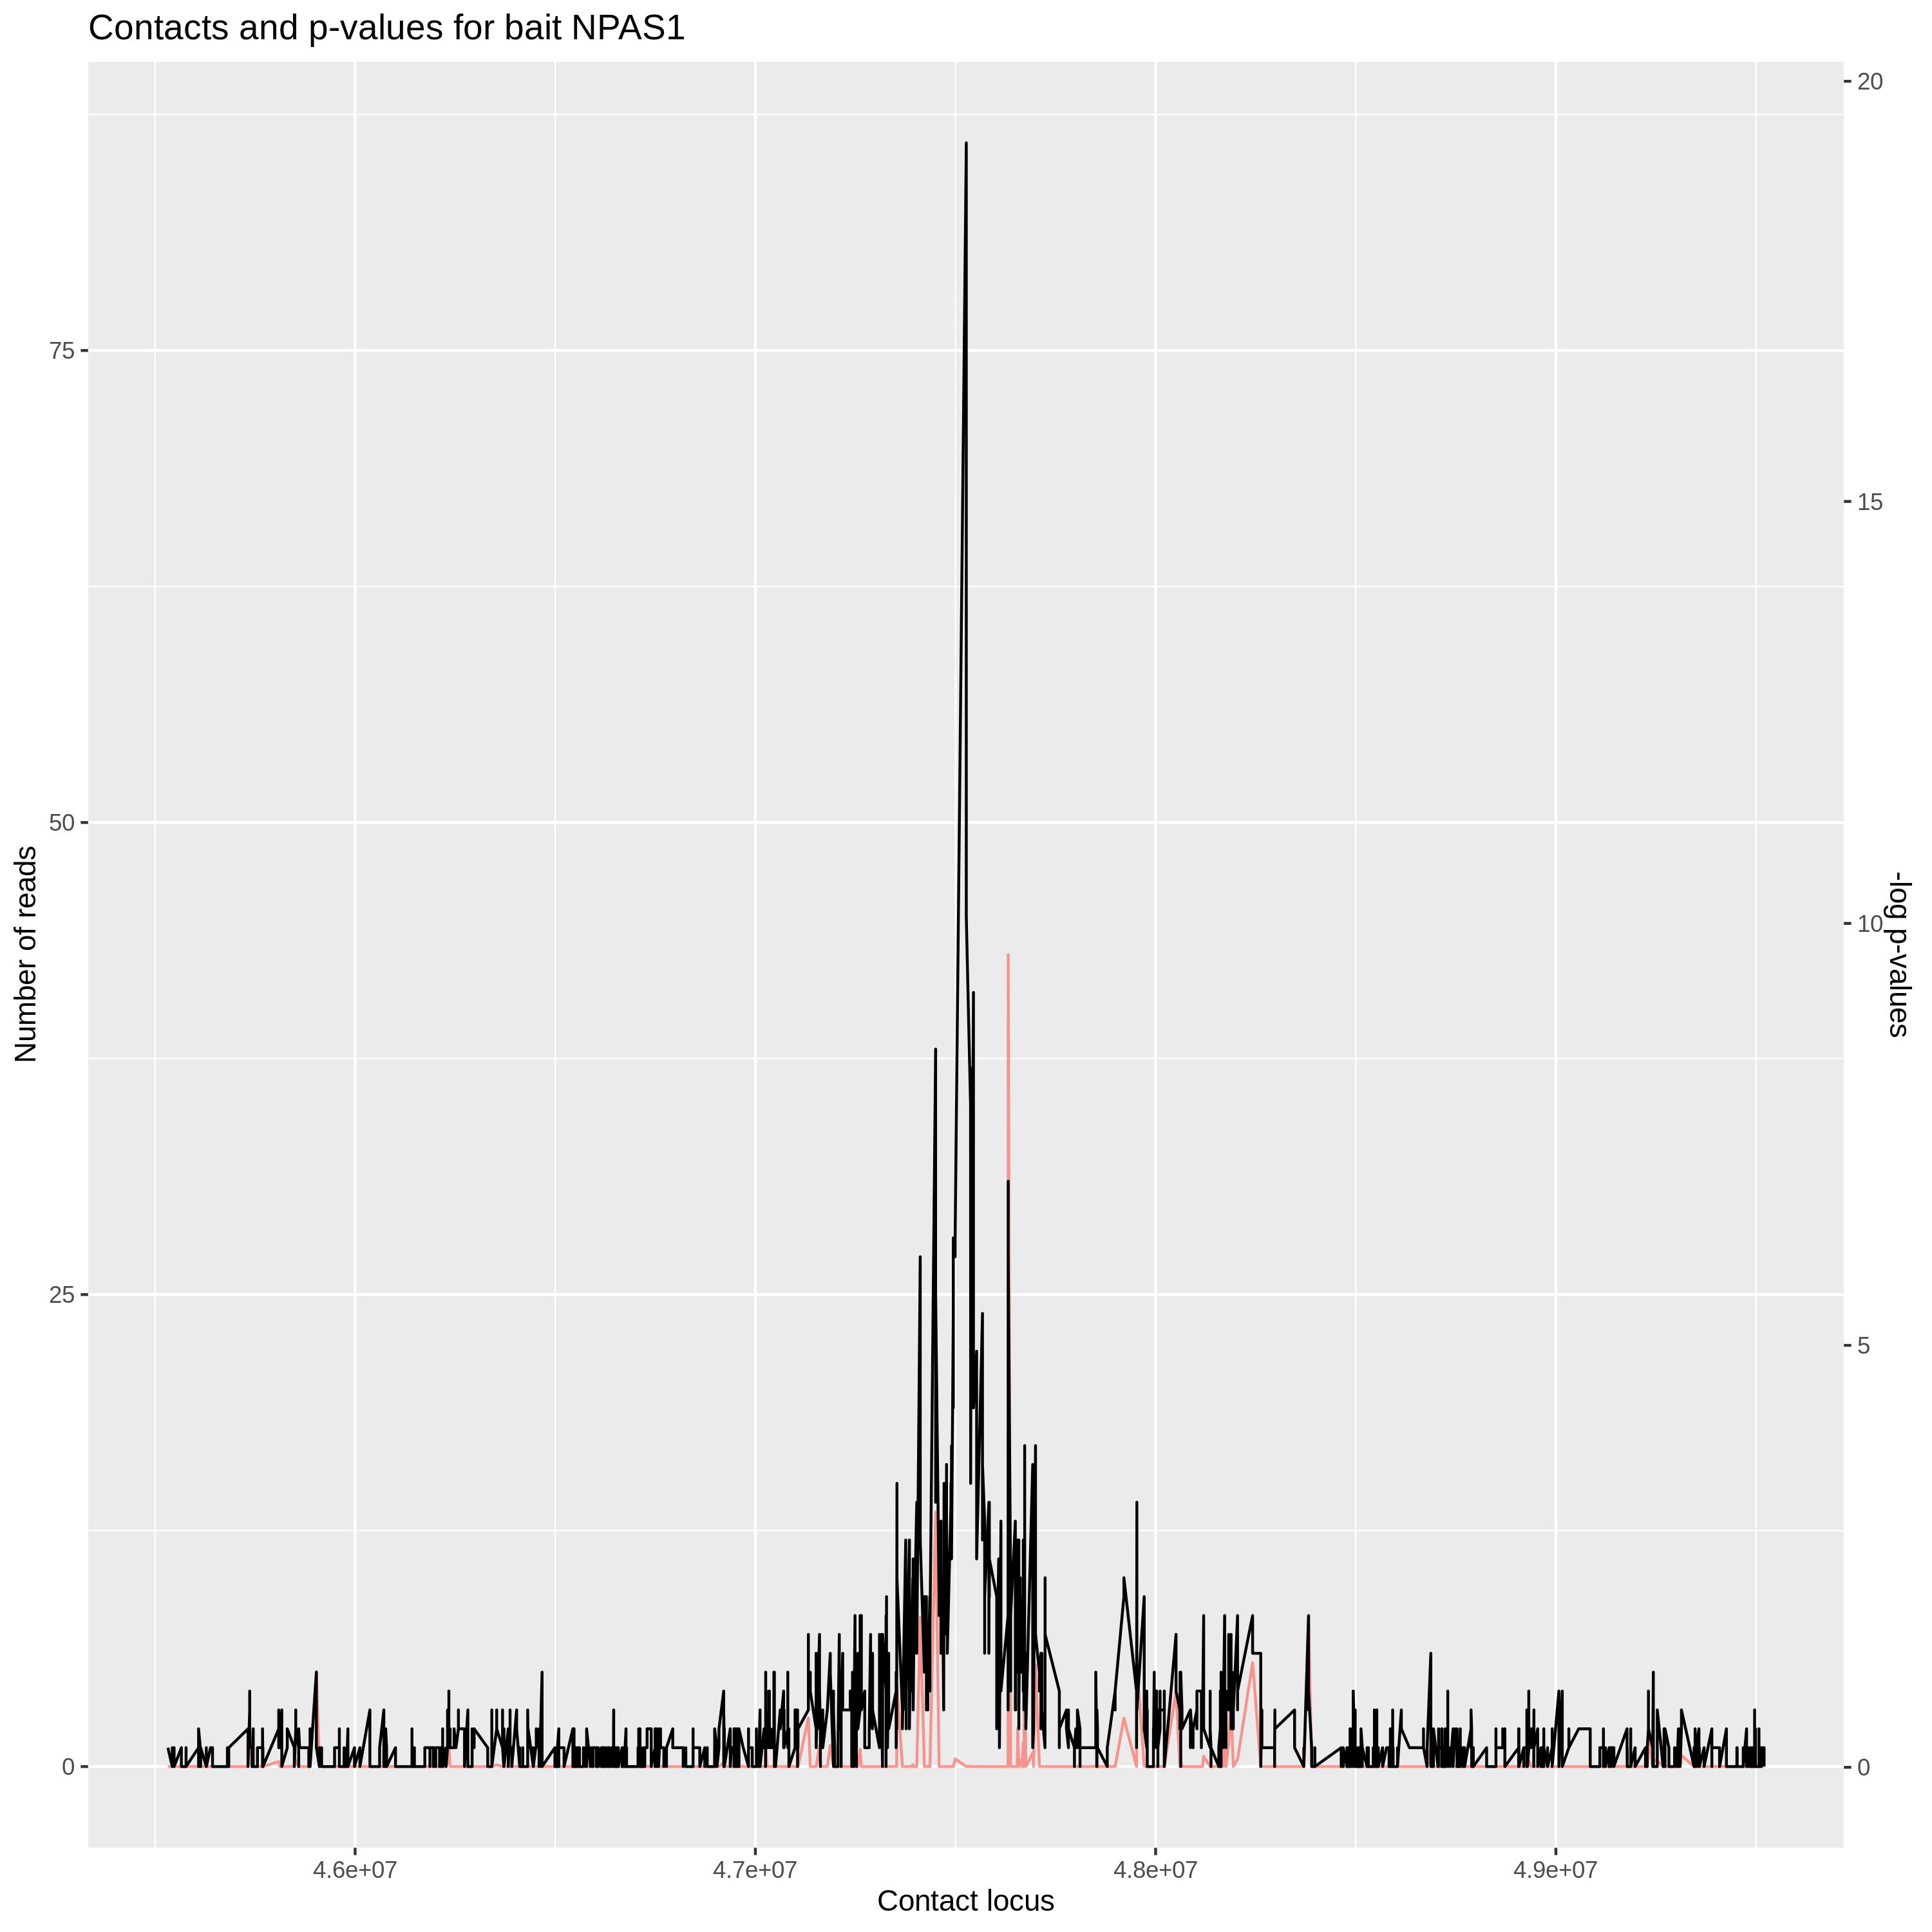 Contacts and p-values for bait NPAS1
20
75
15
50
10
25
5
0
0
Number of reads
-log p-values
4.6e+07
4.7e+07
4.8e+07
4.9e+07
Contact locus